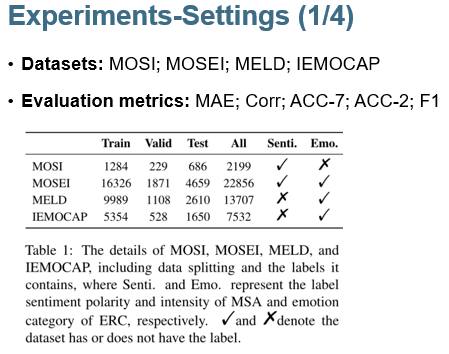 Experiments-Settings (1/4)
• Datasets: MOSI; MOSEI; MELD; IEMOCAP
• Evaluation metrics: MAE; Corr; ACC-7; ACC-2; F1
Train Valid Test All Senti. Emo.
MOSI 1284 229 686 2199 ✓ ✗
MOSEI 16326 1871 4659 22856 ✓ ✓
MELD 9989 1108 2610 13707 ✗ ✓
IEMOCAP 5354 528 1650 7532 ✗ ✓
Table 1: The details of MOSI, MOSEI, MELD, and
IEMOCAP, including data splitting and the labels it
contains, where Senti. and Emo. represent the label
sentiment polarity and intensity of MSA and emotion
category of ERC, respectively. ✓and ✗denote the
dataset has or does not have the label.